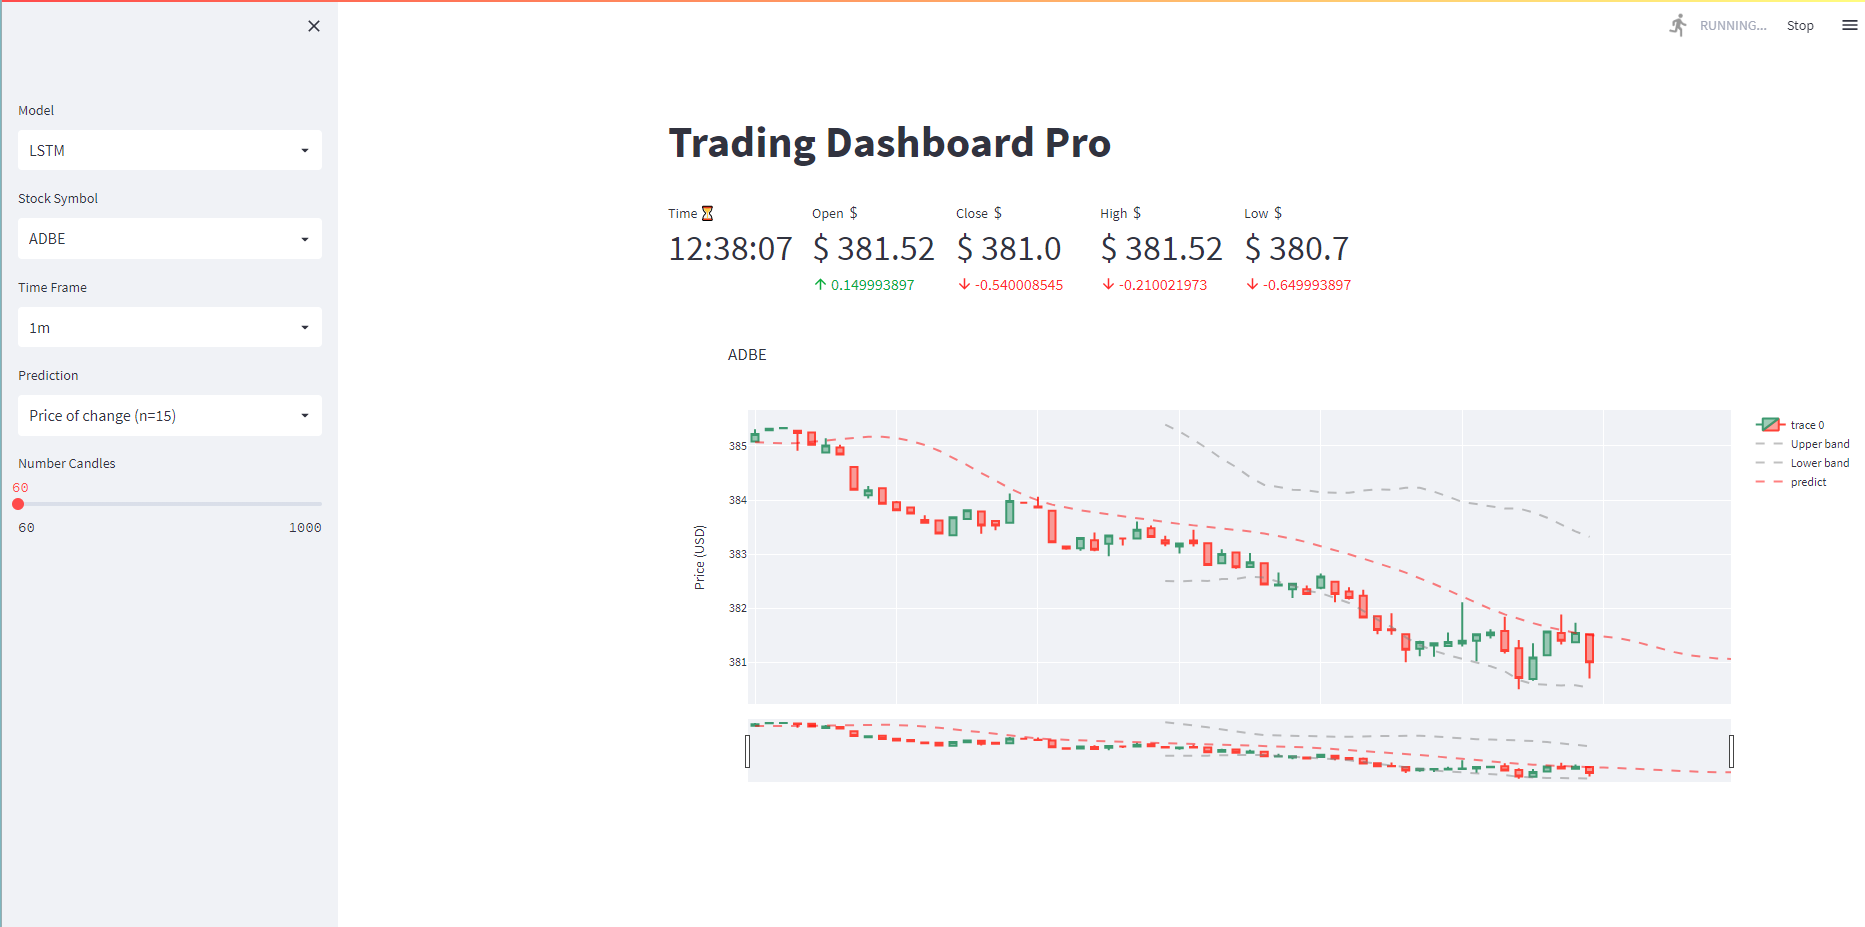 RUNNING...
Stop
Model
LSTM
Stock Symbol
ADBE
Time Frame
1m
Prediction
Price of change (n=15)
Number Candles
60
60 1000
Trading Dashboard Pro
Time ⏳ Open $ Close $ High $ Low $
12:38:07 $ 381.52 $ 381.0 $ 381.52 $ 380.7
↑ 0.149993897 ↓ -0.540008545 ↓ -0.210021973 ↓ -0.649993897
ADBE
Price (USD)
385
384
383
382
381
trace 0
Upper band
Lower band
predict